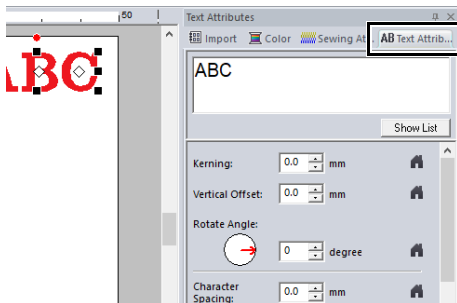 50
Text Attributes
Import Color Sewing At... AB Text Attrib...
ABC
ABC
Show List
Kerning: 0.0 mm
Vertical Offset: 0.0 mm
Rotate Angle:
0 degree
Character
Spacing: 0.0 mm